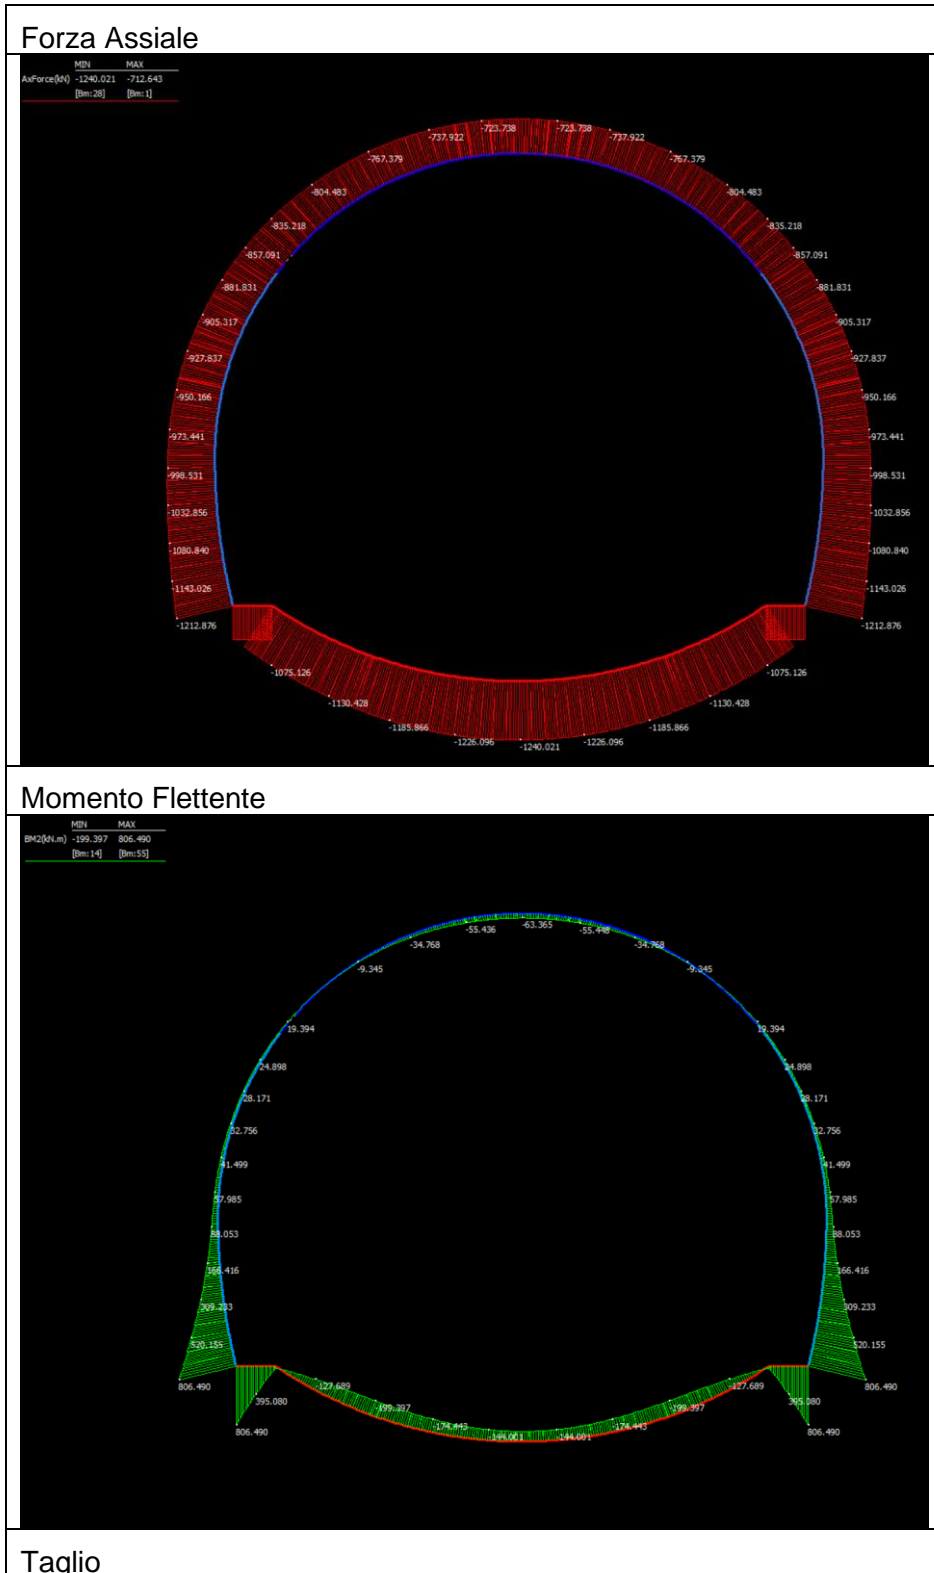 Forza Assiale
MIN MAX
AxForce(kN) -1240.021 -712.643
[Bm:28] [Bm:1]
-723.738 -723.738
-737.922 -737.922
-767.379 -767.379
-804.483 -804.483
-835.218 -835.218
-857.091 -857.091
-881.831 -881.831
-905.317 -905.317
-927.837 -927.837
-950.166 -950.166
-973.441 -973.441
-998.531 -998.531
-1032.856 -1032.856
-1080.840 -1080.840
-1143.026 -1143.026
-1212.876 -1212.876
-1075.126 -1075.126
-1130.428 -1130.428
-1185.866 -1185.866
-1226.096 -1240.021 -1226.096
Momento Flettente
MIN MAX
BM2(kN.m) -199.397 806.490
[Bm:14] [Bm:55]
-55.436 -63.365 -55.448
-34.768 -34.768
-9.345 -9.345
19.394 19.394
24.898 24.898
28.171 28.171
32.756 32.756
41.499 41.499
57.985 57.985
88.053 88.053
166.416 166.416
309.233 309.233
520.155 520.155
806.490 806.490
395.080 -127.689 -127.689 395.080
-199.397 -199.397
806.490 -174.443 -174.443 806.490
-144.001 -144.001
Taglio